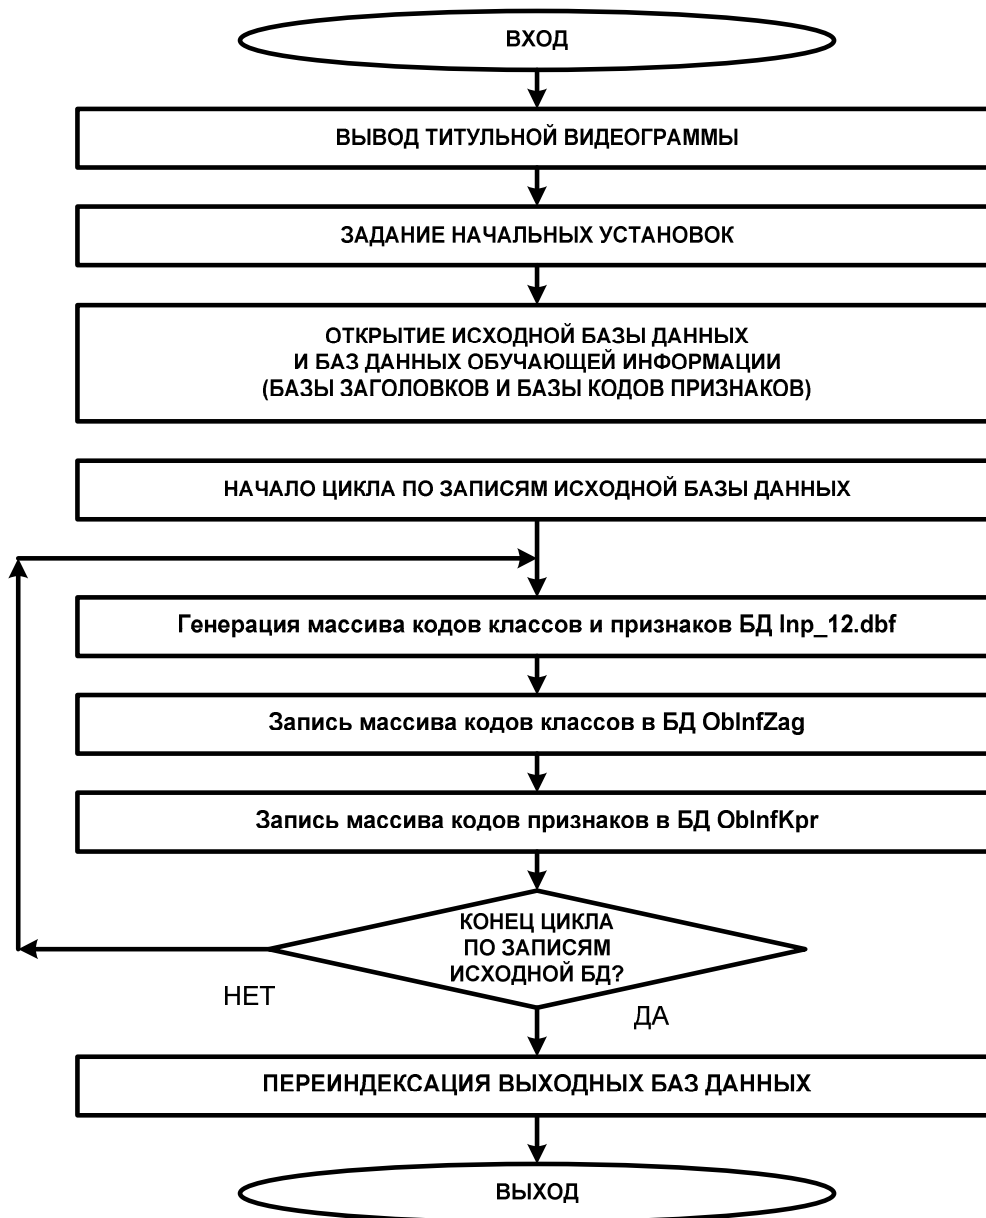 ВХОД
ВЫВОД ТИТУЛЬНОЙ ВИДЕОГРАММЫ
ЗАДАНИЕ НАЧАЛЬНЫХ УСТАНОВОК
ОТКРЫТИЕ ИСХОДНОЙ БАЗЫ ДАННЫХ
И БАЗ ДАННЫХ ОБУЧАЮЩЕЙ ИНФОРМАЦИИ
(БАЗЫ ЗАГОЛОВКОВ И БАЗЫ КОДОВ ПРИЗНАКОВ)
НАЧАЛО ЦИКЛА ПО ЗАПИСЯМ ИСХОДНОЙ БАЗЫ ДАННЫХ
Генерация массива кодов классов и признаков БД Inp_12.dbf
Запись массива кодов классов в БД ObInfZag
Запись массива кодов признаков в БД ObInfKpr
КОНЕЦ ЦИКЛА
ПО ЗАПИСЯМ
ИСХОДНОЙ БД?
НЕТ
ДА
ПЕРЕИНДЕКСАЦИЯ ВЫХОДНЫХ БАЗ ДАННЫХ
ВЫХОД